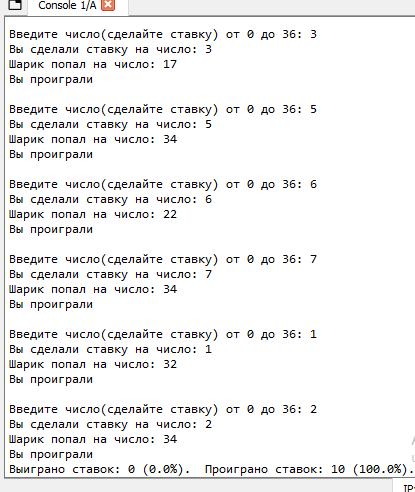 Console 1/A
Введите число(сделайте ставку) от 0 до 36: 3
Вы сделали ставку на число: 3
Шарик попал на число: 17
Вы проиграли
Введите число(сделайте ставку) от 0 до 36: 5
Вы сделали ставку на число: 5
Шарик попал на число: 34
Вы проиграли
Введите число(сделайте ставку) от 0 до 36: 6
Вы сделали ставку на число: 6
Шарик попал на число: 22
Вы проиграли
Введите число(сделайте ставку) от 0 до 36: 7
Вы сделали ставку на число: 7
Шарик попал на число: 34
Вы проиграли
Введите число(сделайте ставку) от 0 до 36: 1
Вы сделали ставку на число: 1
Шарик попал на число: 32
Вы проиграли
Введите число(сделайте ставку) от 0 до 36: 2
Вы сделали ставку на число: 2
Шарик попал на число: 34
Вы проиграли
Выиграно ставок: 0 (0.0%).  Проиграно ставок: 10 (100.0%).